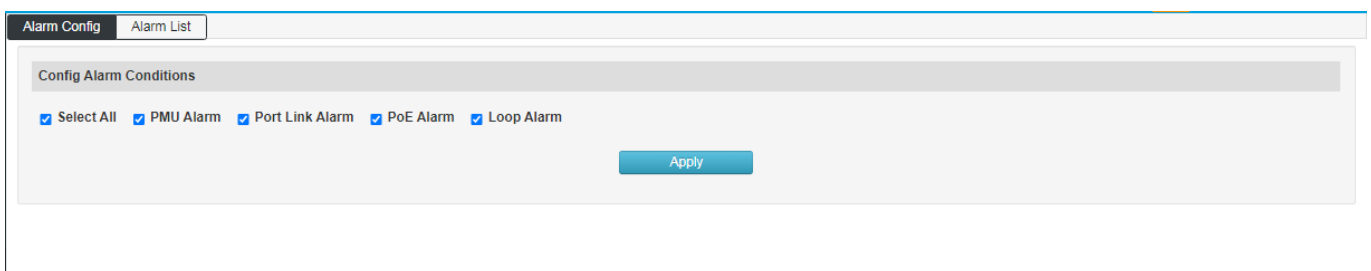 Alarm Config Alarm List
Config Alarm Conditions
Select All PMU Alarm Port Link Alarm PoE Alarm Loop Alarm
Apply